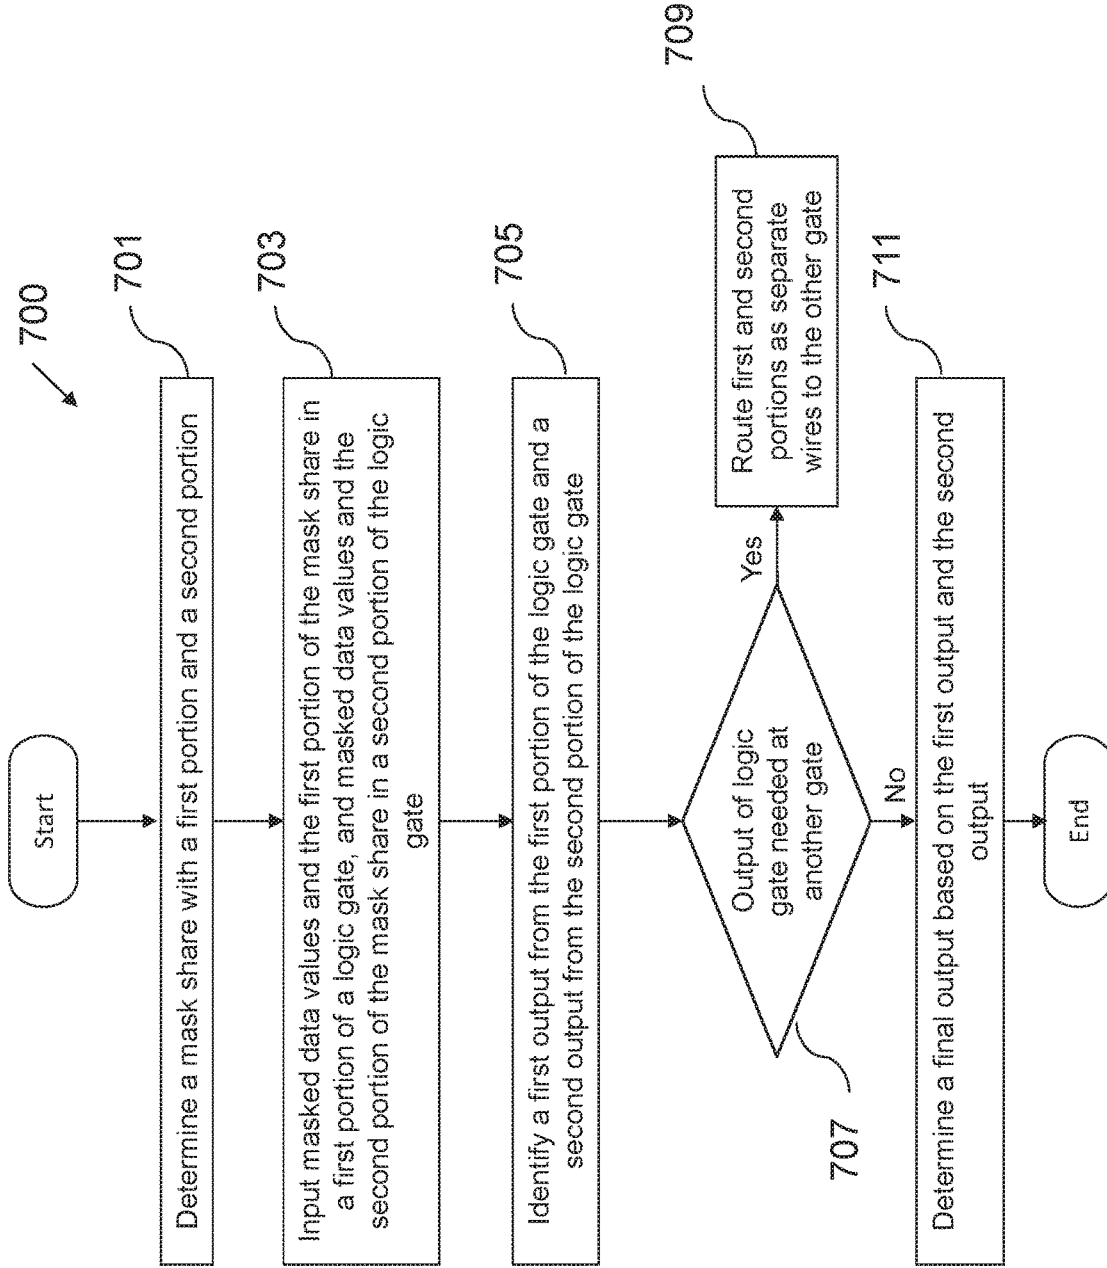 700
Start
701
Determine a mask share with a first portion and a second portion
703
Input masked data values and the first portion of the mask share in
a first portion of a logic gate, and masked data values and the
second portion of the mask share in a second portion of the logic
gate
705
Identify a first output from the first portion of the logic gate and a
second output from the second portion of the logic gate
707
Output of logic
gate needed at
another gate
Yes
709
Route first and second
portions as separate
wires to the other gate
No
711
Determine a final output based on the first output and the second
output
End